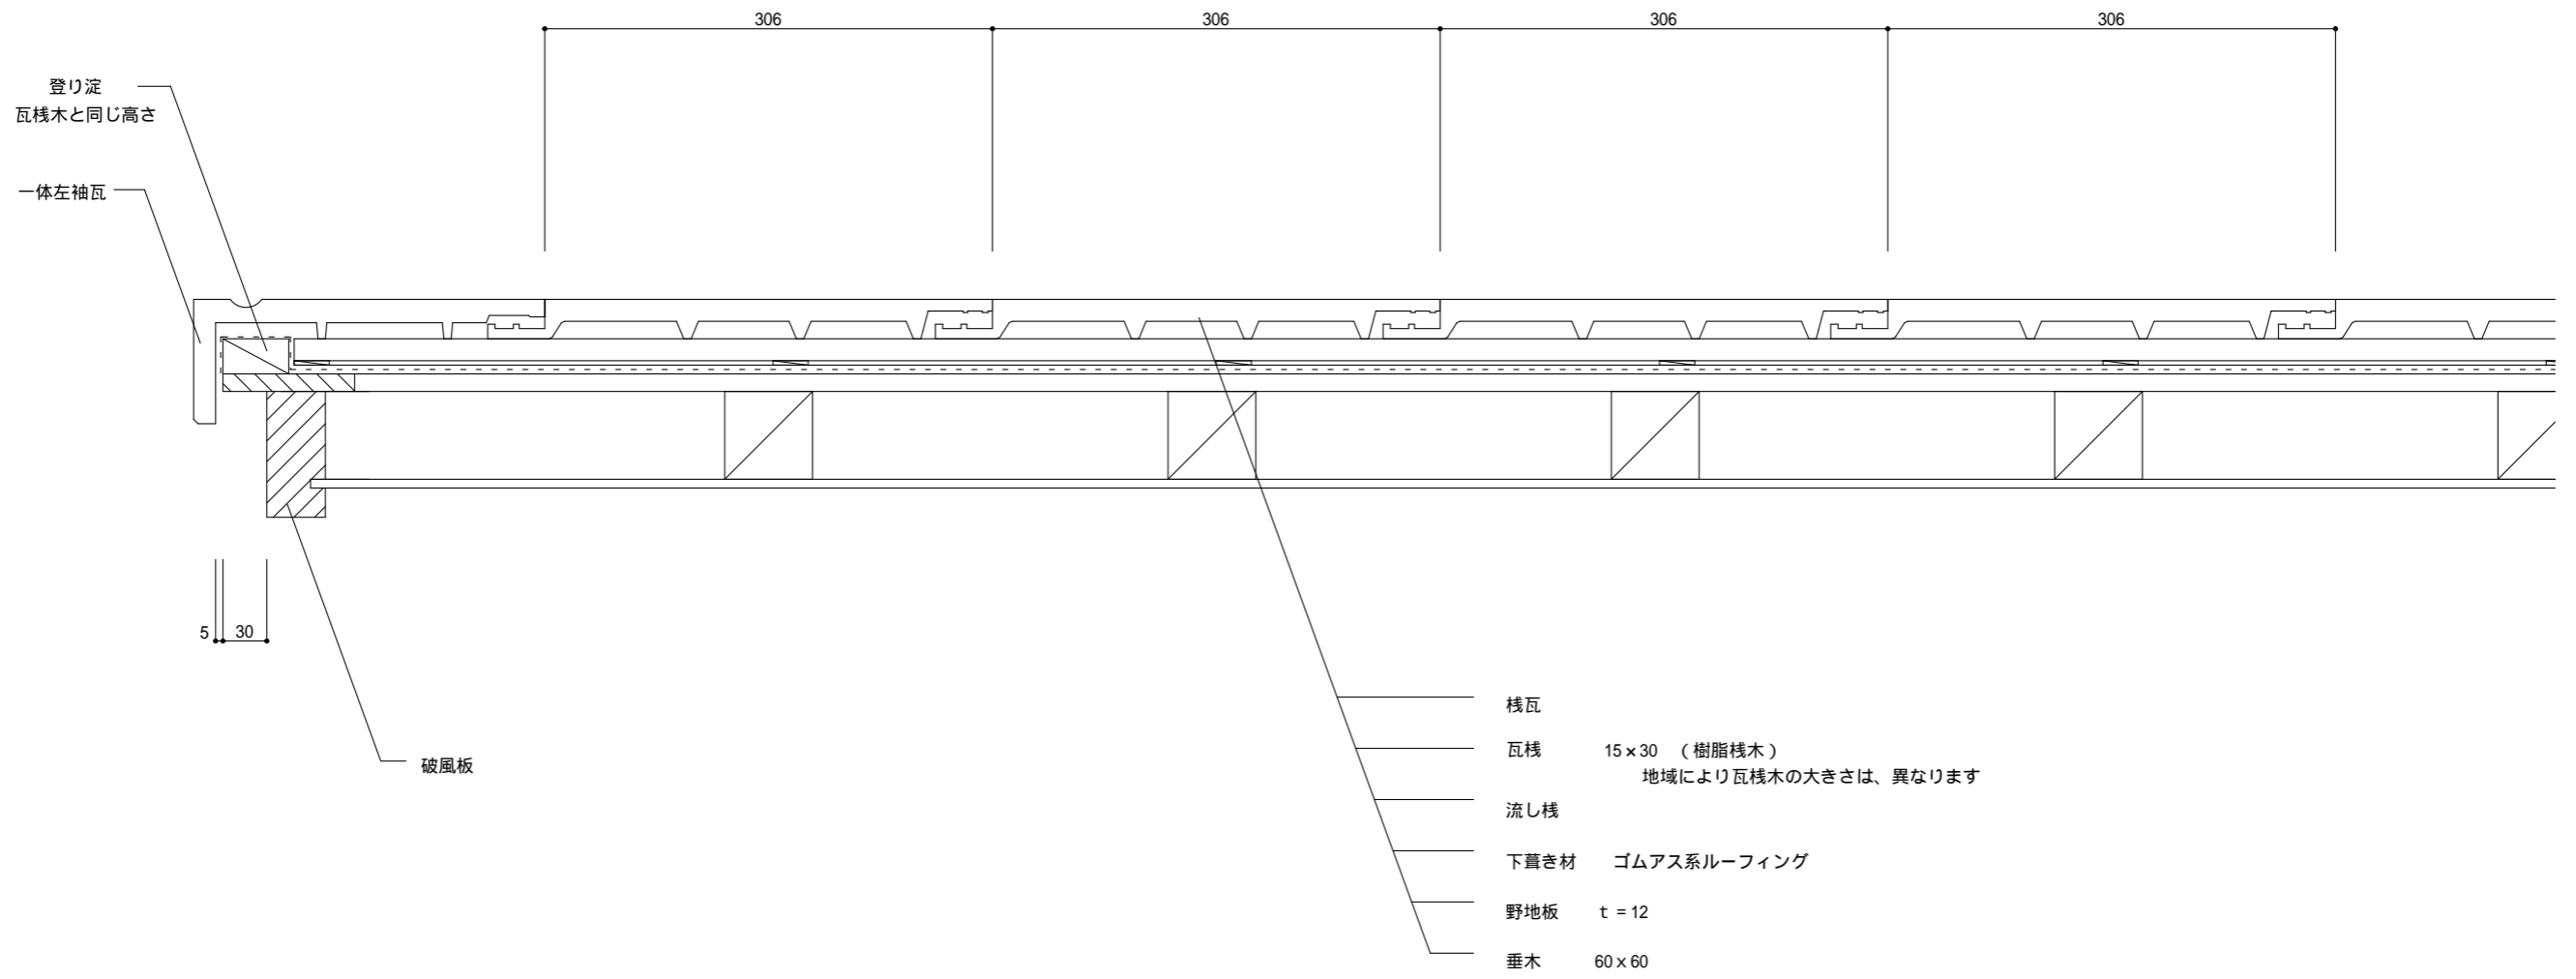 306
306
306
306
登り淀
瓦桟木と同じ高さ
一体左袖瓦
5
30
破風板
桟瓦
瓦桟 15×30 (樹脂桟木)
地域により瓦桟木の大きさは、異なります
流し桟
下葺き材 ゴムアス系ルーフィング
野地板 t=12
垂木 60×60